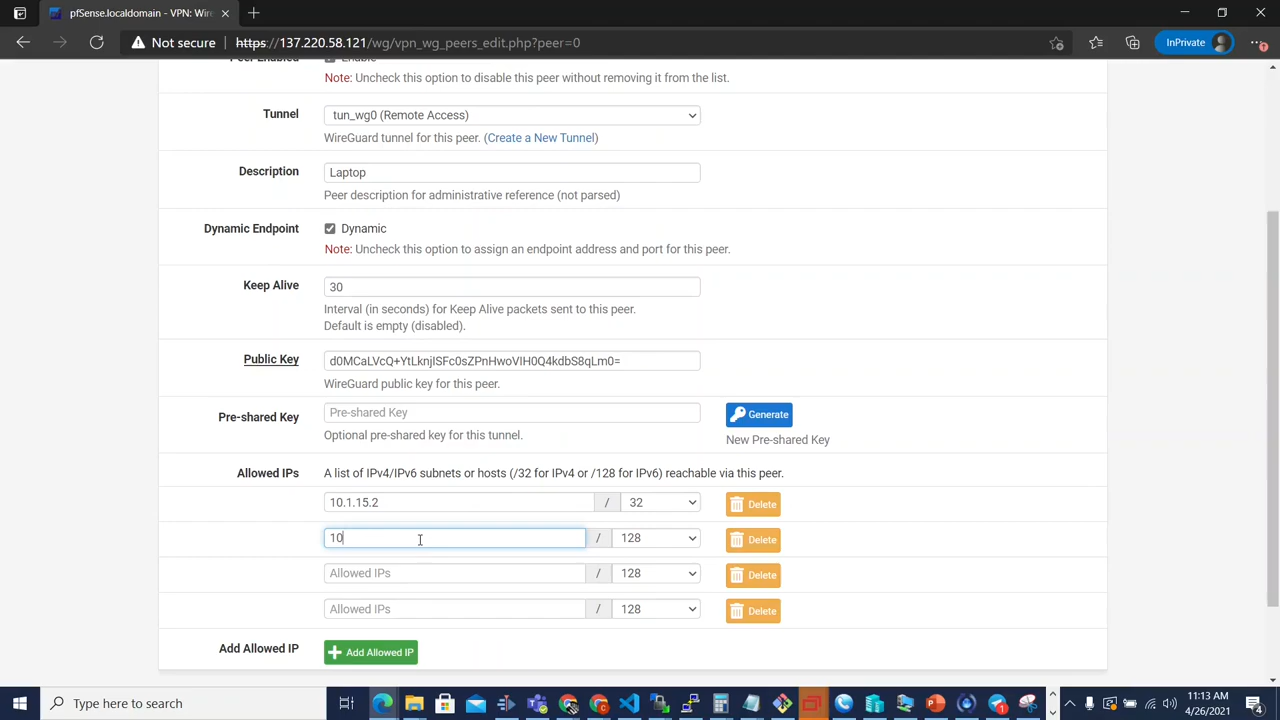 pfSense.localdomain - VPN: Wir
Not secure
https://137.220.58.121/wg/vpn_wg_peers_edit.php?peer=0
InPrivate
Peer Enabled
Enable
Note: Uncheck this option to disable this peer without removing it from the list.
Tunnel
tun_wg0 (Remote Access)
WireGuard tunnel for this peer. (Create a New Tunnel)
Description
Laptop
Peer description for administrative reference (not parsed)
Dynamic Endpoint
Dynamic
Note: Uncheck this option to assign an endpoint address and port for this peer.
Keep Alive
30
Interval (in seconds) for Keep Alive packets sent to this peer.
Default is empty (disabled).
Public Key
d0MCaLVcQ+YtLknjISFc0sZPnHwoVIH0Q4kdbS8qLm0=
WireGuard public key for this peer.
Pre-shared Key
Pre-shared Key
Generate
Optional pre-shared key for this tunnel.
New Pre-shared Key
Allowed IPs
A list of IPv4/IPv6 subnets or hosts (/32 for IPv4 or /128 for IPv6) reachable via this peer.
10.1.15.2 / 32 Delete
10 / 128 Delete
Allowed IPs / 128 Delete
Allowed IPs / 128 Delete
Add Allowed IP
Add Allowed IP
Type here to search
11:13 AM
4/26/2021